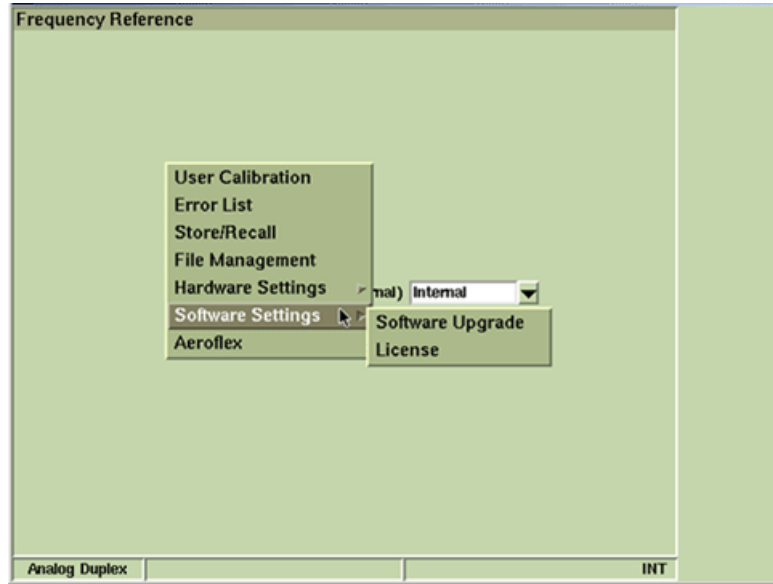 Frequency Reference
User Calibration
Error List
Store/Recall
File Management
Hardware Settings
nal) Internal
Software Settings
Software Upgrade
Aeroflex
License
Analog Duplex
INT